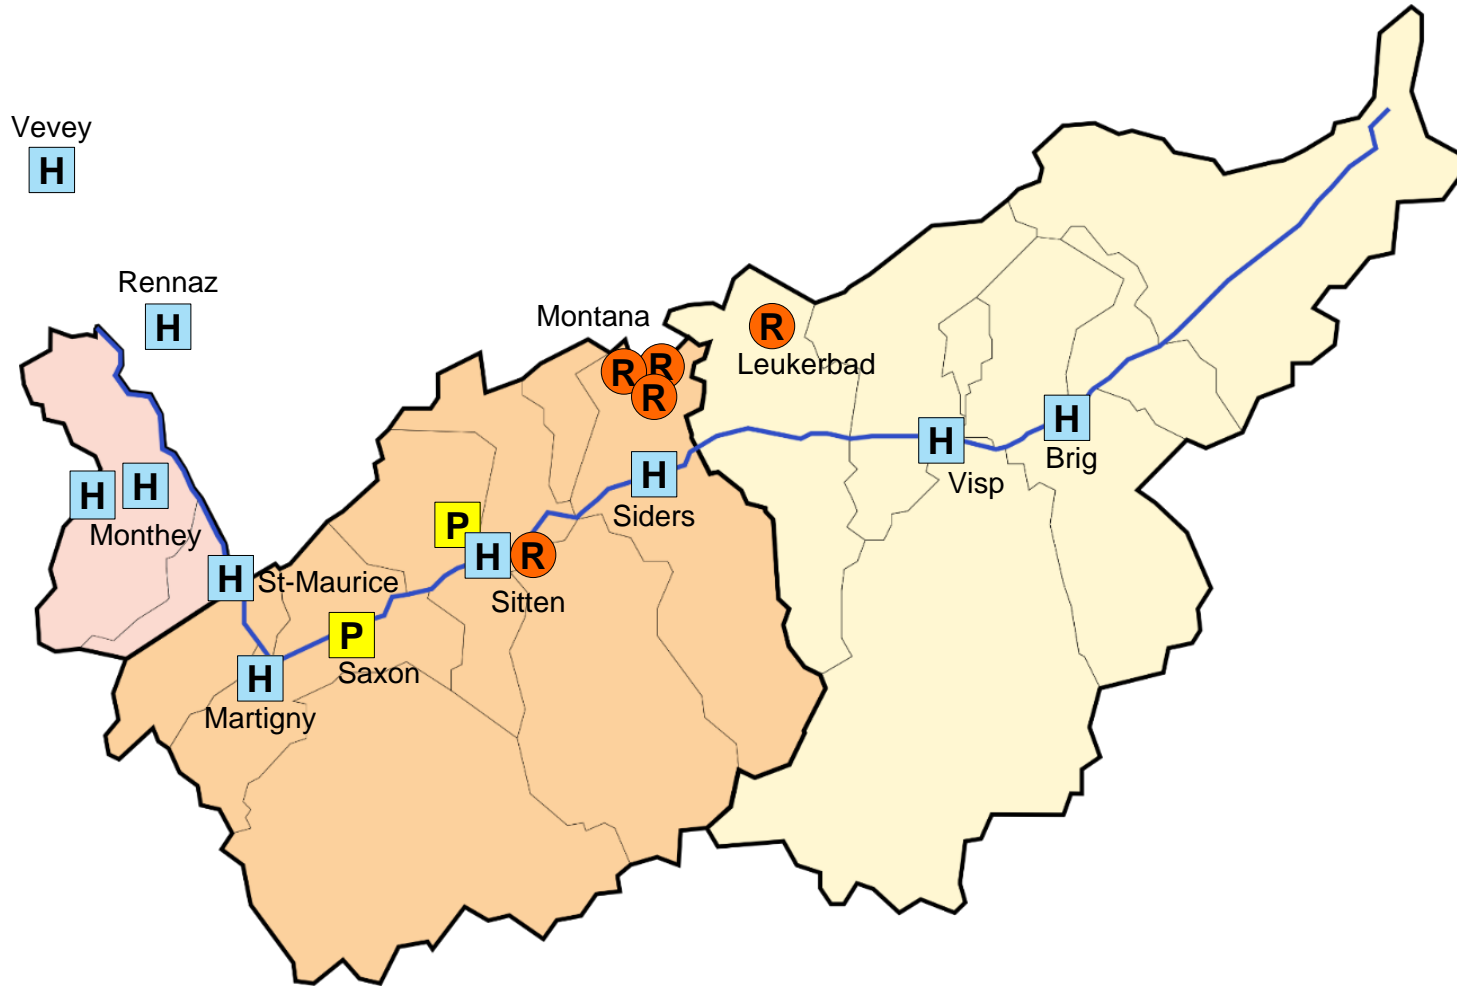 Vevey
H
Rennaz
H
Montana
R
R
R
R
Leukerbad
H
H
Monthey
H
St-Maurice
H
Martigny
P
Saxon
P
H
R
Sitten
H
Siders
H
Visp
H
Brig